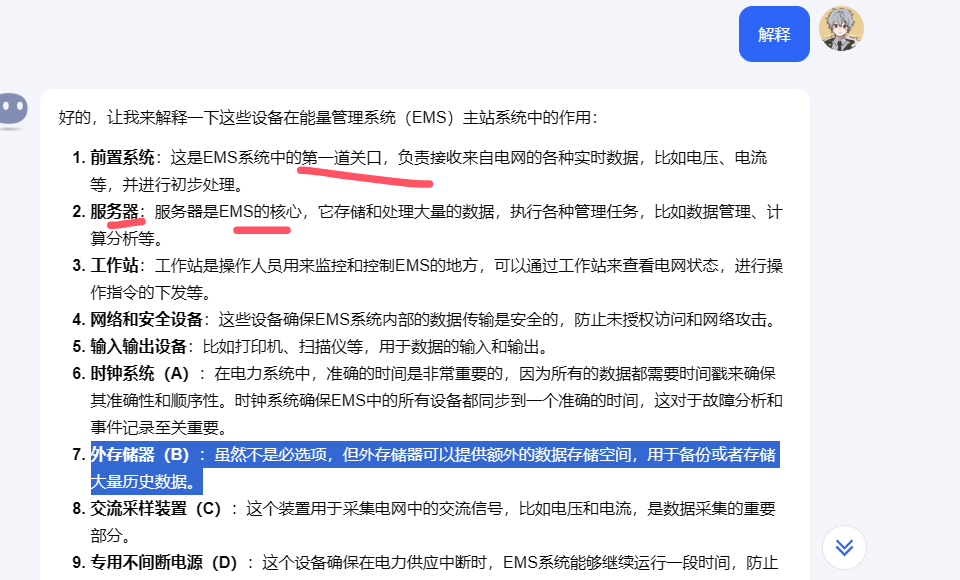 解释
好的，让我来解释一下这些设备在能量管理系统（EMS）主站系统中的作用：
1. 前置系统：这是EMS系统中的第一道关口，负责接收来自电网的各种实时数据，比如电压、电流
等，并进行初步处理。
2. 服务器：服务器是EMS的核心，它存储和处理大量的数据，执行各种管理任务，比如数据管理、计
算分析等。
3. 工作站：工作站是操作人员用来监控和控制EMS的地方，可以通过工作站来查看电网状态，进行操
作指令的下发等。
4. 网络和安全设备：这些设备确保EMS系统内部的数据传输是安全的，防止未授权访问和网络攻击。
5. 输入输出设备：比如打印机、扫描仪等，用于数据的输入和输出。
6. 时钟系统（A）：在电力系统中，准确的时间是非常重要的，因为所有的数据都需要时间戳来确保
其准确性和顺序性。时钟系统确保EMS中的所有设备都同步到一个准确的时间，这对于故障分析和
事件记录至关重要。
7. 外存储器（B）：虽然不是必选项，但外存储器可以提供额外的数据存储空间，用于备份或者存储
大量历史数据。
8. 交流采样装置（C）：这个装置用于采集电网中的交流信号，比如电压和电流，是数据采集的重要
部分。
9. 专用不间断电源（D）：这个设备确保在电力供应中断时，EMS系统能够继续运行一段时间，防止